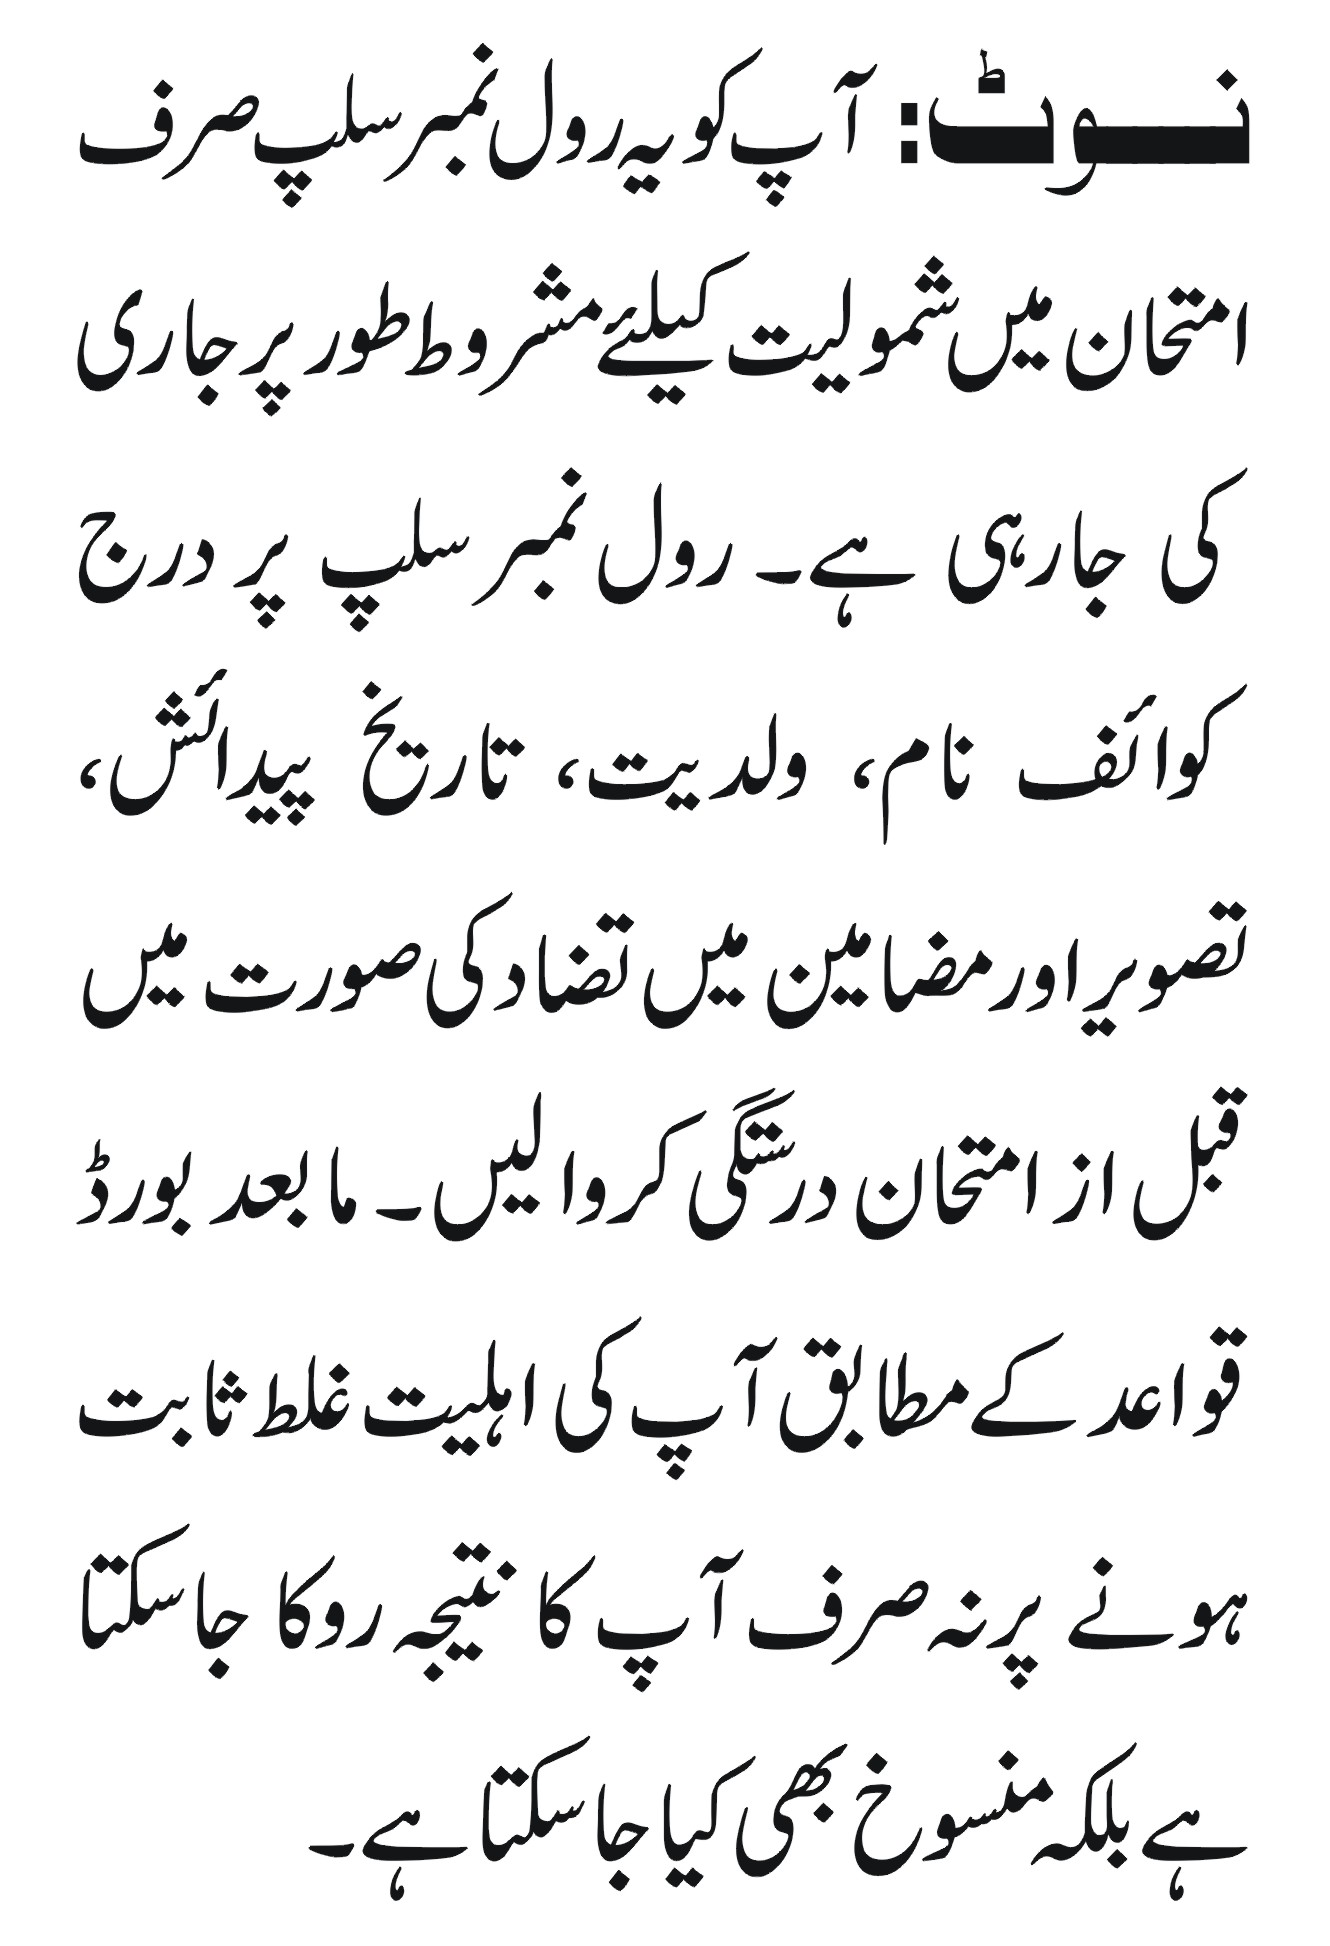 نوٹ: آپ کو یہ رول نمبر سلپ صرف
امتحان میں شمولیت کیلئے مشروط طور پر جاری
کی جارہی ہے۔ رول نمبر سلپ پر درج
کوائف نام، ولدیت، تاریخ پیدائش،
تصویر اور مضامین میں تضاد کی صورت میں
قبل از امتحان درستگی کروالیں۔ ما بعد بورڈ
قواعد کے مطابق آپ کی اہلیت غلط ثابت
ہونے پر نہ صرف آپ کا نتیجہ روکا جاسکتا
ہے بلکہ منسوخ بھی کیا جاسکتا ہے۔